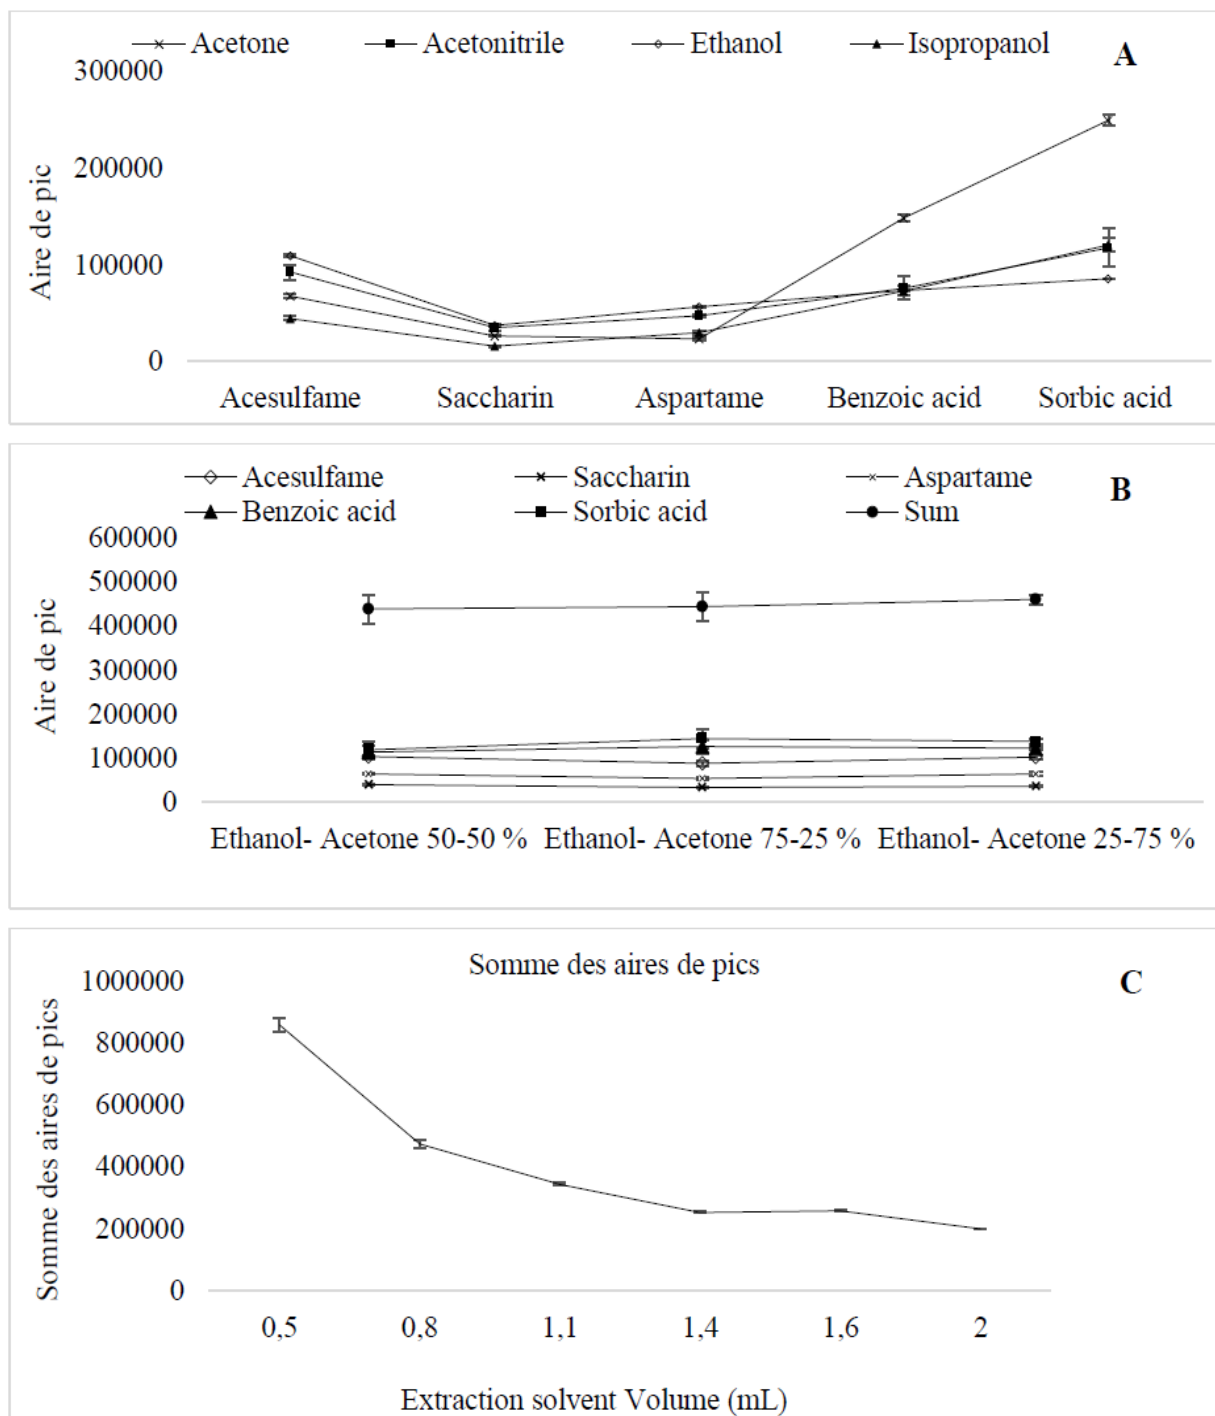 Acetone Acetonitrile Ethanol Isopropanol
A
300000
200000
100000
0
Aire de pic
Acesulfame Saccharin Aspartame Benzoic acid Sorbic acid
Acesulfame Saccharin Aspartame
Benzoic acid Sorbic acid Sum
B
600000
500000
400000
300000
200000
100000
0
Aire de pic
Ethanol- Acetone 50-50 % Ethanol- Acetone 75-25 % Ethanol- Acetone 25-75 %
Somme des aires de pics
C
1000000
800000
600000
400000
200000
0
Somme des aires de pics
0,5 0,8 1,1 1,4 1,6 2
Extraction solvent Volume (mL)